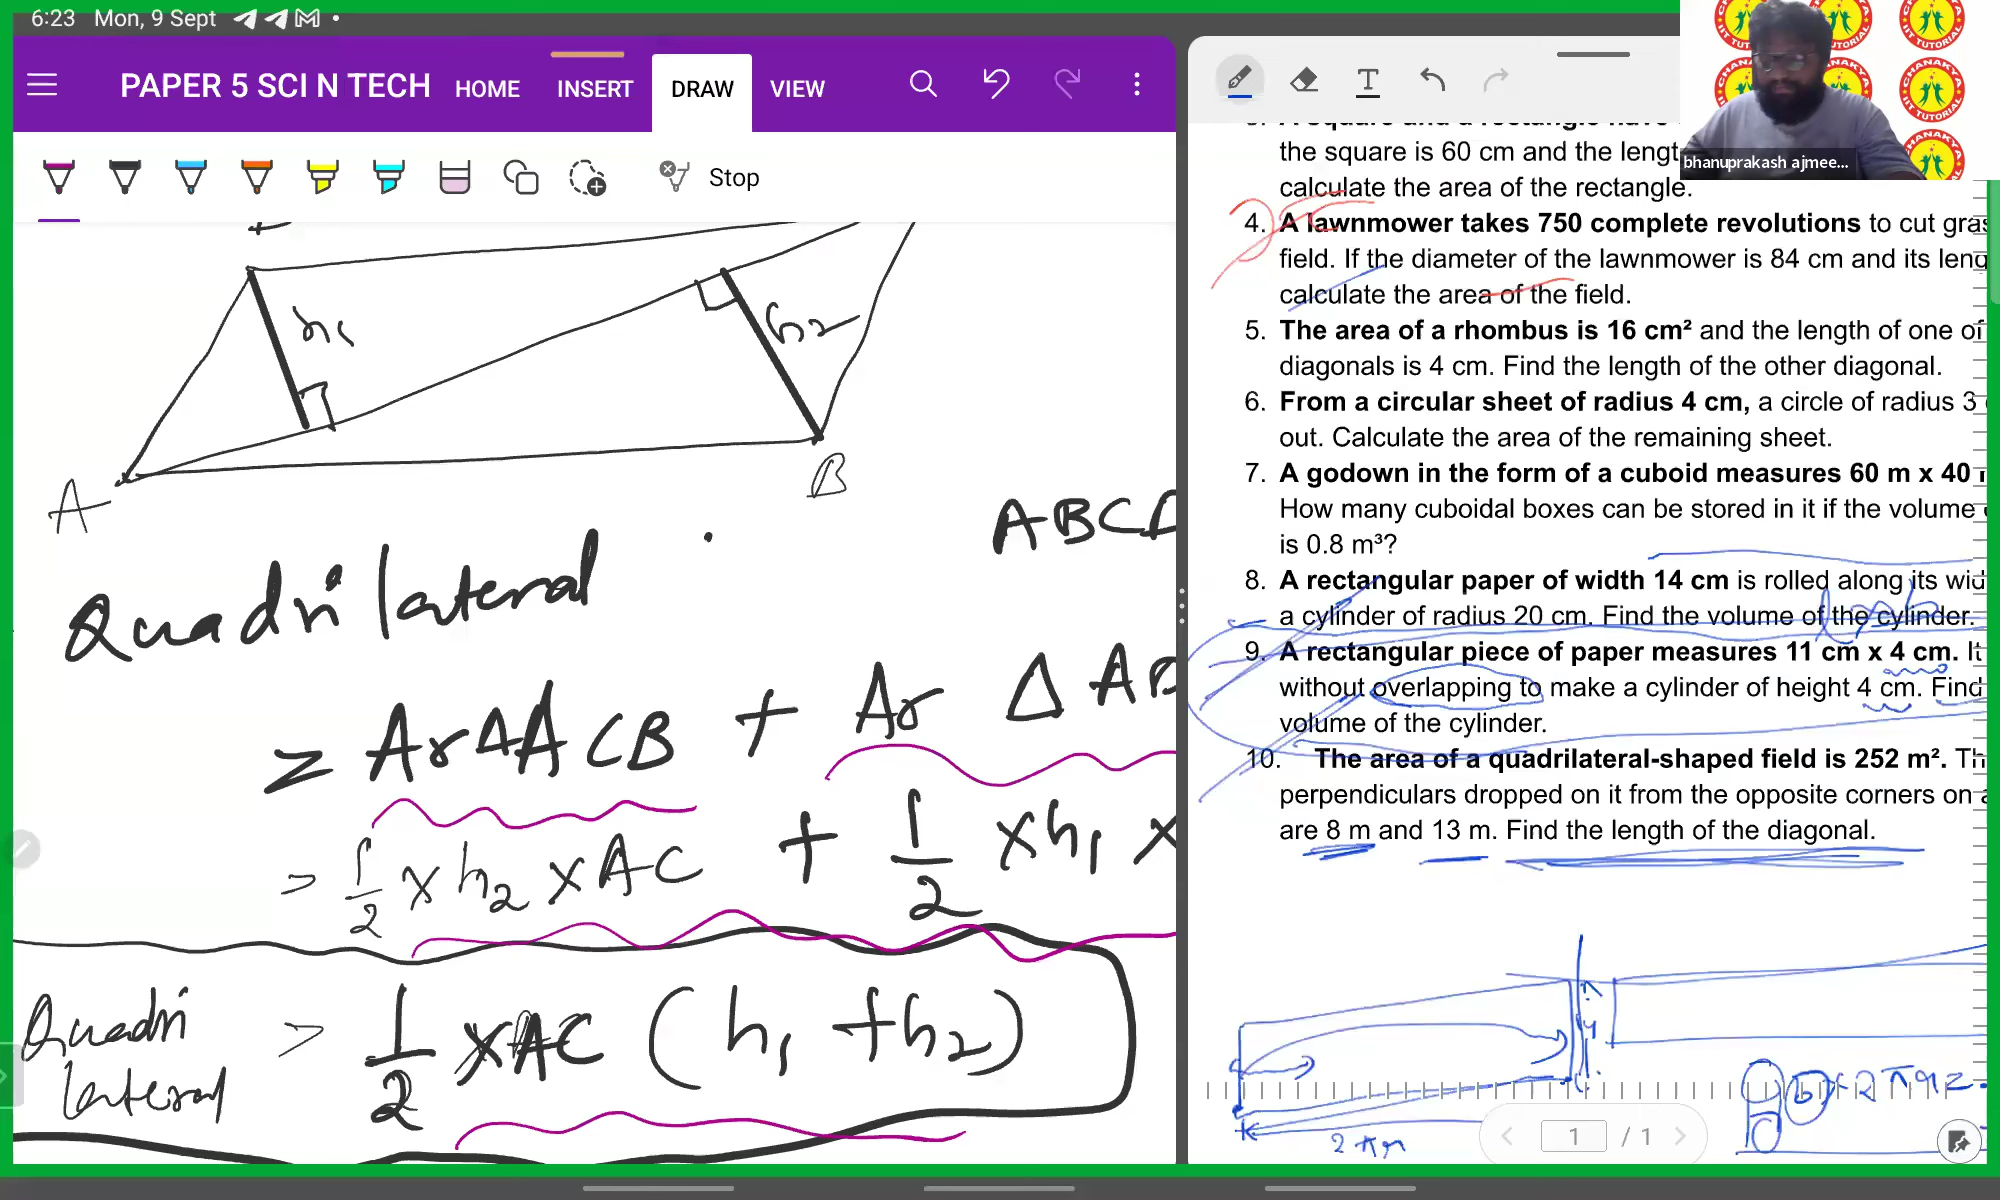 6:23 Mon, 9 Sept
PAPER 5 SCI N TECH HOME INSERT DRAW VIEW
Stop
h1
h2
A
B
ABCD
Quadrilateral
= Ar ΔACB + Ar Δ AD
= 1/2 x h2 x AC + 1/2 x h1 x
Quadri
lateral = 1/2 x AC (h1 + h2)
T
bhanuprakash ajmee...
CHANAKYA
IIT TUTORIAL
the square is 60 cm and the lengt
calculate the area of the rectangle.
4. A lawnmower takes 750 complete revolutions to cut gras
field. If the diameter of the lawnmower is 84 cm and its leng
calculate the area of the field.
5. The area of a rhombus is 16 cm² and the length of one of
diagonals is 4 cm. Find the length of the other diagonal.
6. From a circular sheet of radius 4 cm, a circle of radius 3
out. Calculate the area of the remaining sheet.
7. A godown in the form of a cuboid measures 60 m x 40
How many cuboidal boxes can be stored in it if the volume
is 0.8 m³?
8. A rectangular paper of width 14 cm is rolled along its wid
a cylinder of radius 20 cm. Find the volume of the cylinder.
9. A rectangular piece of paper measures 11 cm x 4 cm. It
without overlapping to make a cylinder of height 4 cm. Find
volume of the cylinder.
10. The area of a quadrilateral-shaped field is 252 m². Th
perpendiculars dropped on it from the opposite corners on
are 8 m and 13 m. Find the length of the diagonal.
2πr
1 / 1